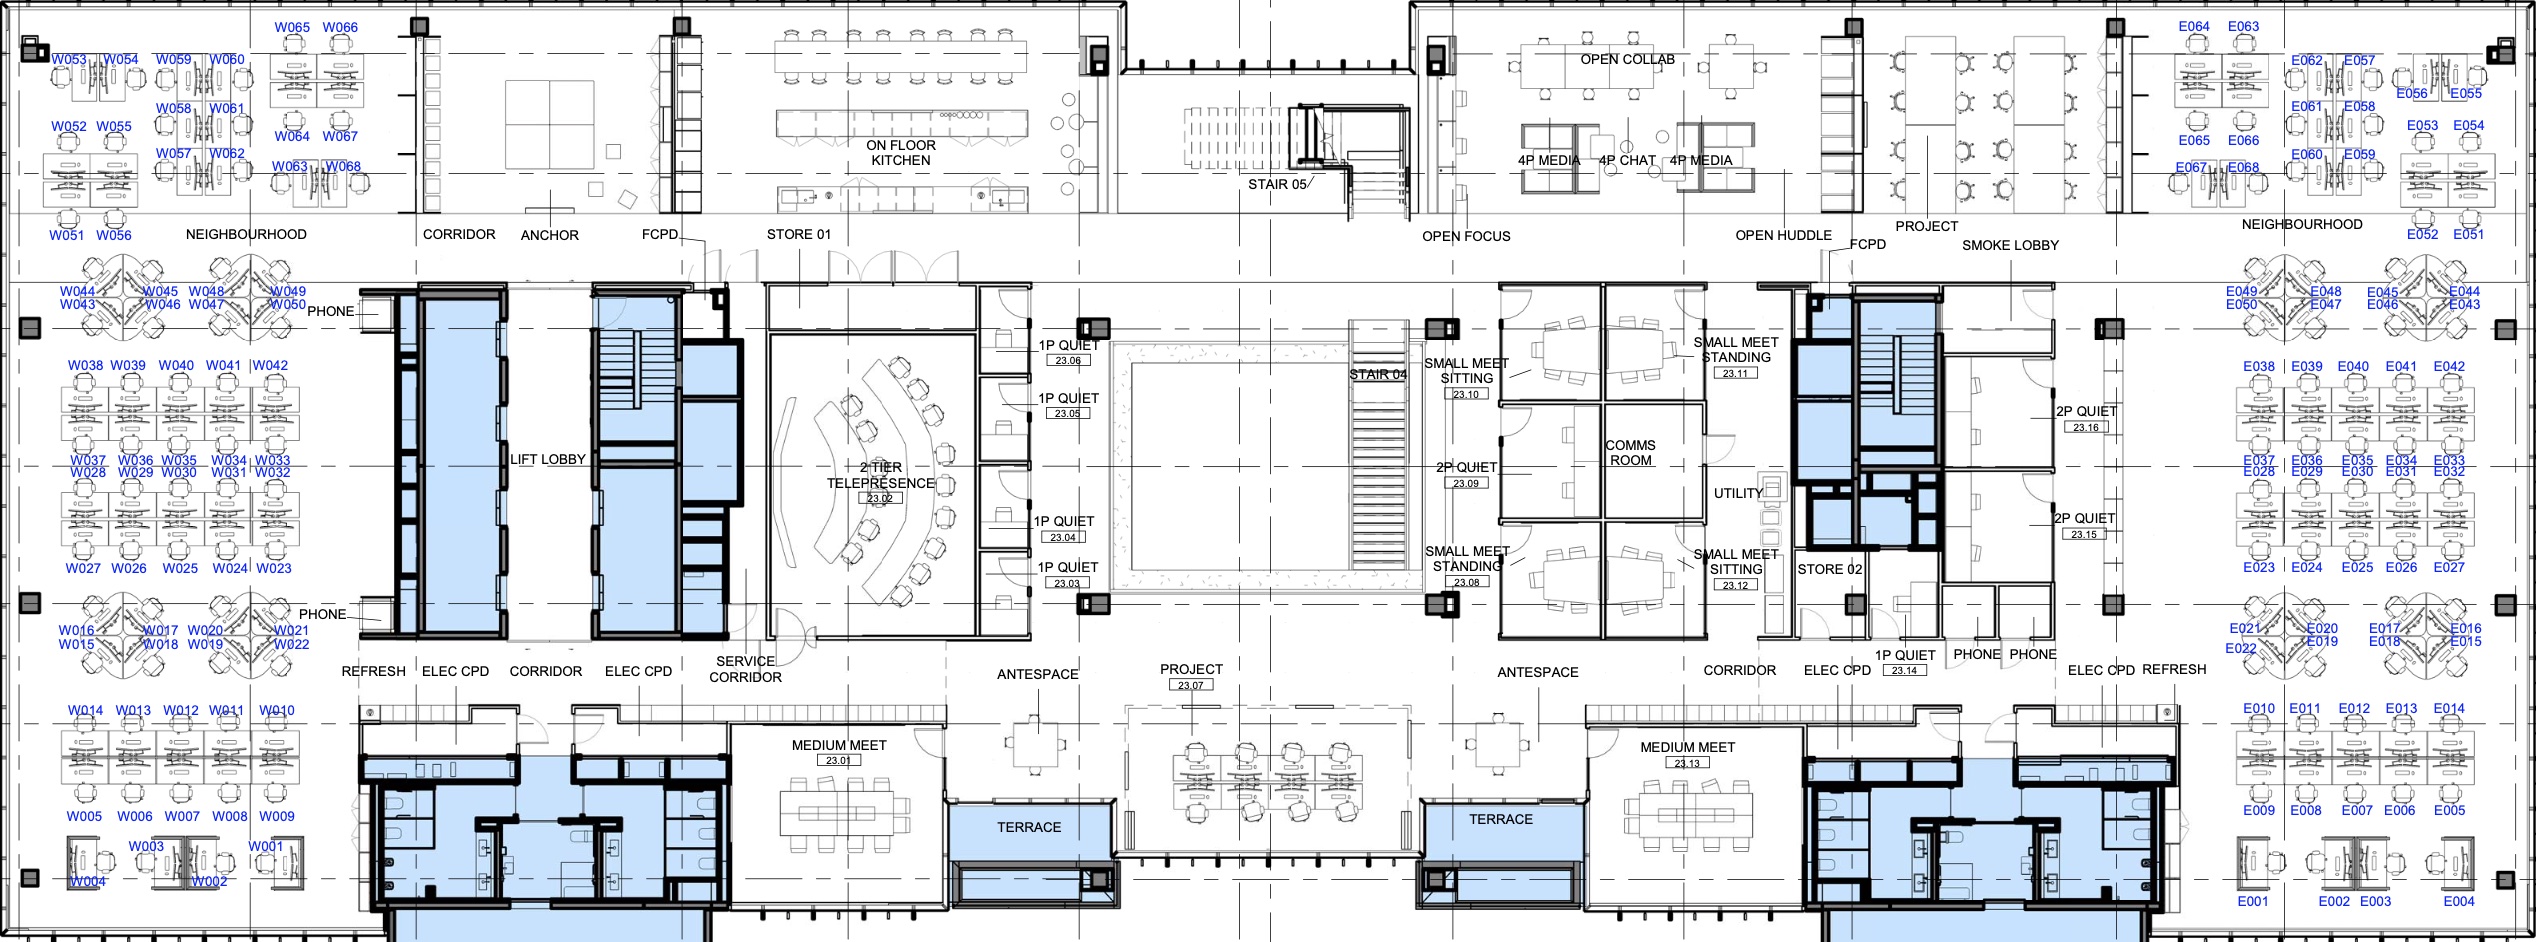 W065 W066
W053 W054 W059 W060
W058 W061
W052 W055 W064 W067
W057 W062
W063 W068
W051 W056
NEIGHBOURHOOD
CORRIDOR
ANCHOR
FCPD
STORE 01
ON FLOOR
KITCHEN
STAIR 05
OPEN COLLAB
4P MEDIA
4P CHAT
4P MEDIA
OPEN FOCUS
OPEN HUDDLE
FCPD
PROJECT
SMOKE LOBBY
E064 E063
E062 E057
E056 E055
E061 E058
E065 E066
E053 E054
E060 E059
E067 E068
NEIGHBOURHOOD
E052 E051
W044 W045 W048 W049
W043 W046 W047 W050
PHONE
W038 W039 W040 W041 W042
W037 W036 W035 W034 W033
W028 W029 W030 W031 W032
W027 W026 W025 W024 W023
PHONE
W016 W017 W020 W021
W015 W018 W019 W022
LIFT LOBBY
2 TIER
TELEPRESENCE
23.02
1P QUIET
23.06
1P QUIET
23.05
1P QUIET
23.04
1P QUIET
23.03
STAIR 04
SMALL MEET
SITTING
23.10
SMALL MEET
STANDING
23.11
2P QUIET
23.09
COMMS
ROOM
UTILITY
SMALL MEET
STANDING
23.08
SMALL MEET
SITTING
23.12
STORE 02
2P QUIET
23.16
2P QUIET
23.15
E049 E048 E045 E044
E050 E047 E046 E043
E038 E039 E040 E041 E042
E037 E036 E035 E034 E033
E028 E029 E030 E031 E032
E023 E024 E025 E026 E027
E021 E020 E017 E016
E022 E019 E018 E015
REFRESH
ELEC CPD
CORRIDOR
ELEC CPD
SERVICE
CORRIDOR
ANTESPACE
PROJECT
23.07
ANTESPACE
CORRIDOR
ELEC CPD
1P QUIET
23.14
PHONE
PHONE
ELEC CPD
REFRESH
W014 W013 W012 W011 W010
W005 W006 W007 W008 W009
W003 W001
W004 W002
MEDIUM MEET
23.01
TERRACE
TERRACE
MEDIUM MEET
23.13
E010 E011 E012 E013 E014
E009 E008 E007 E006 E005
E001 E002 E003 E004